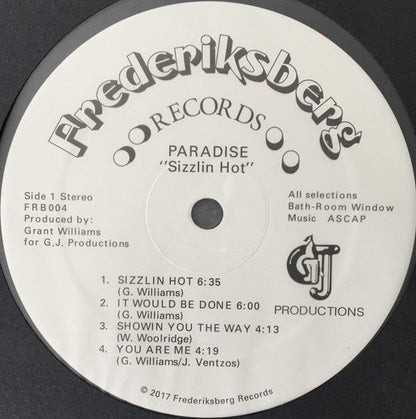 Frederiksberg
RECORDS
PARADISE
"Sizzlin Hot"
Side 1 Stereo
FRB004
Produced by:
Grant Williams
for G.J. Productions
All selections
Bath-Room Window
Music ASCAP
GJ
PRODUCTIONS
1. SIZZLIN HOT 6:35
(G. Williams)
2. IT WOULD BE DONE 6:00
(G. Williams)
3. SHOWIN YOU THE WAY 4:13
(W. Woolridge)
4. YOU ARE ME 4:19
(G. Williams/J. Ventzos)
© 2017 Frederiksberg Records